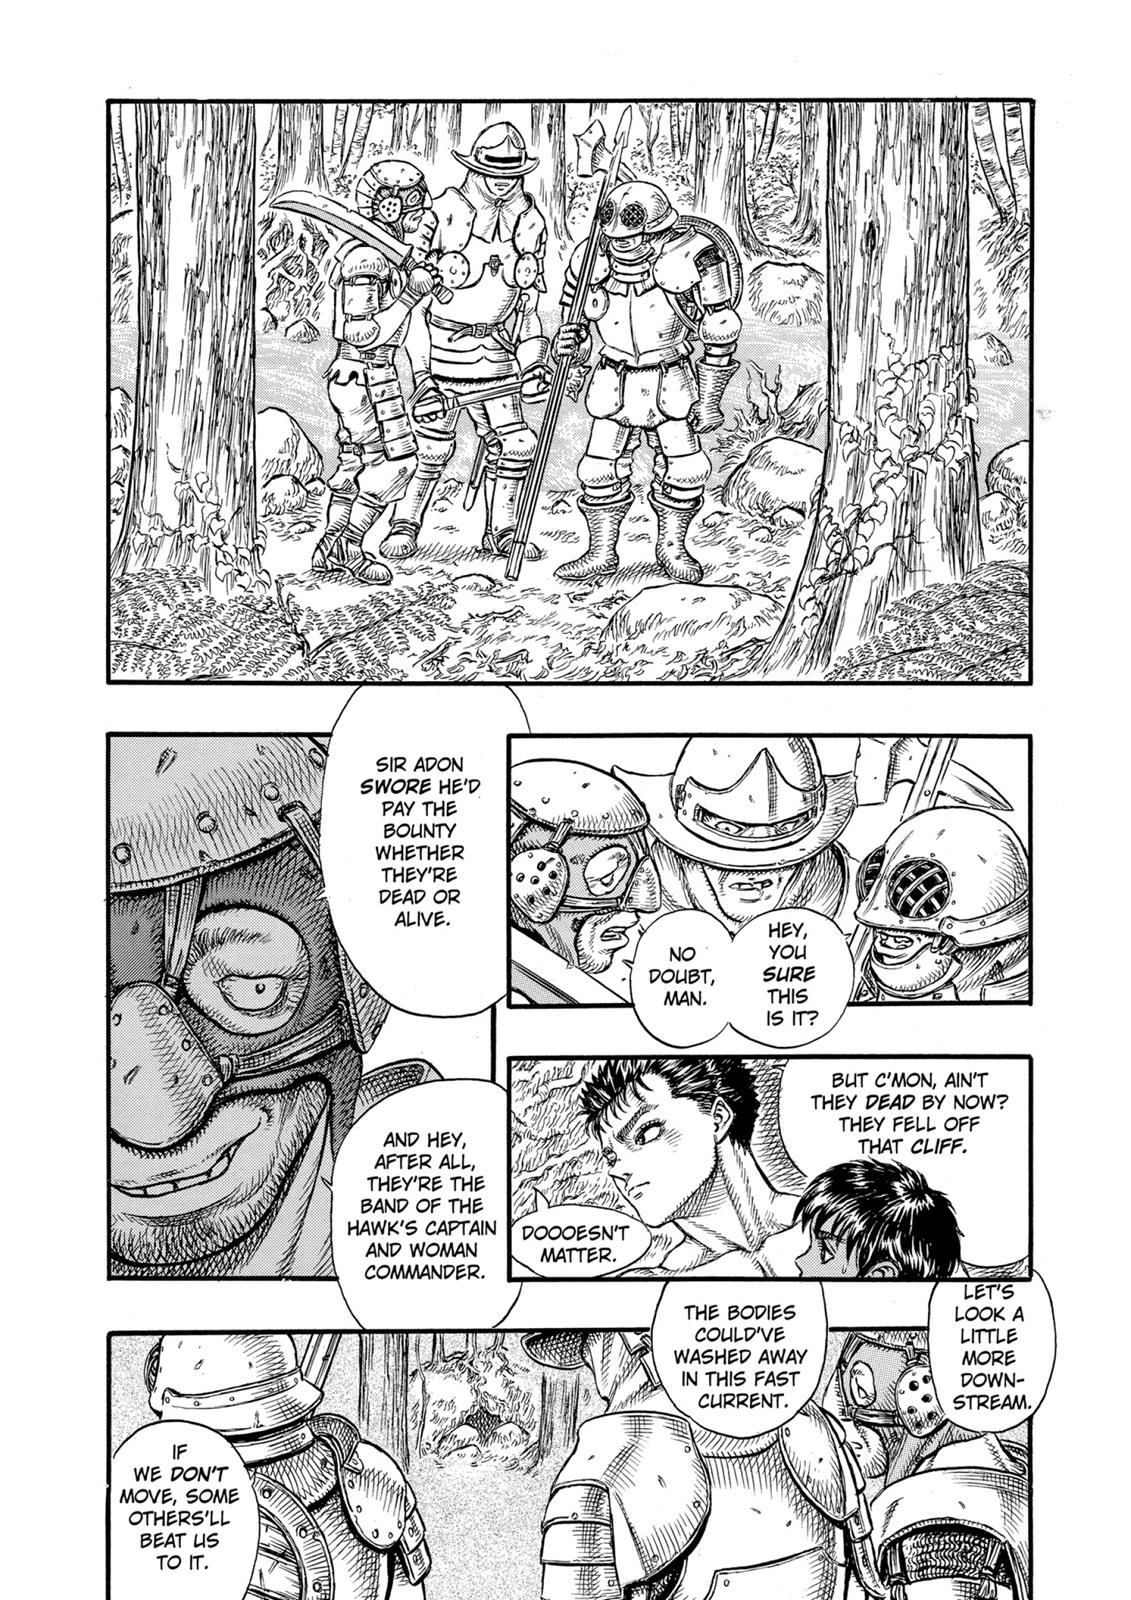 HEY,
YOU
SURE
THIS
IS IT?
NO
DOUBT,
MAN.
SIR ADON
SWORE HE'D
PAY THE
BOUNTY
WHETHER
THEY'RE
DEAD OR
ALIVE.
AND HEY,
AFTER ALL,
THEY'RE THE
BAND OF THE
HAWK'S CAPTAIN
AND WOMAN
COMMANDER.
BUT C'MON, AIN'T
THEY DEAD BY NOW?
THEY FELL OFF
THAT CLIFF.
DOOOESN'T
MATTER.
LET'S
LOOK A
LITTLE
MORE
DOWN-
STREAM.
THE BODIES
COULD'VE
WASHED AWAY
IN THIS FAST
CURRENT.
IF
WE DON'T
MOVE, SOME
OTHERS'LL
BEAT US
TO IT.